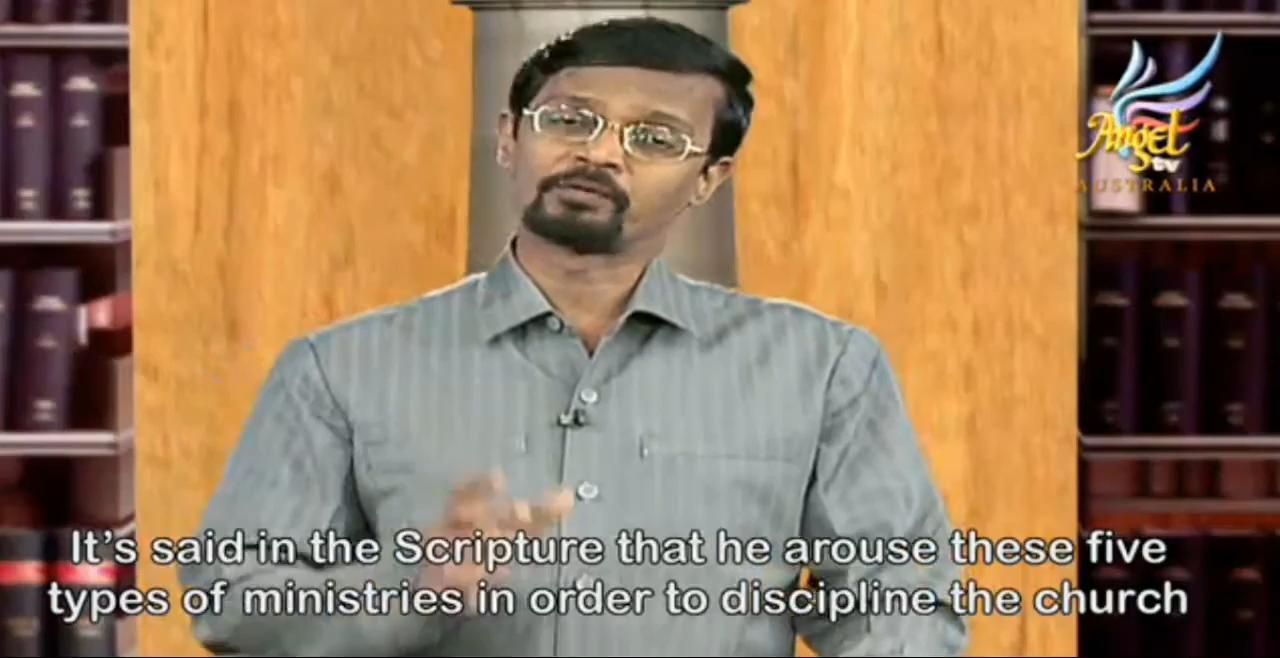 Angel
tv
AUSTRALIA
It's said in the Scripture that he arouse these five
types of ministries in order to discipline the church